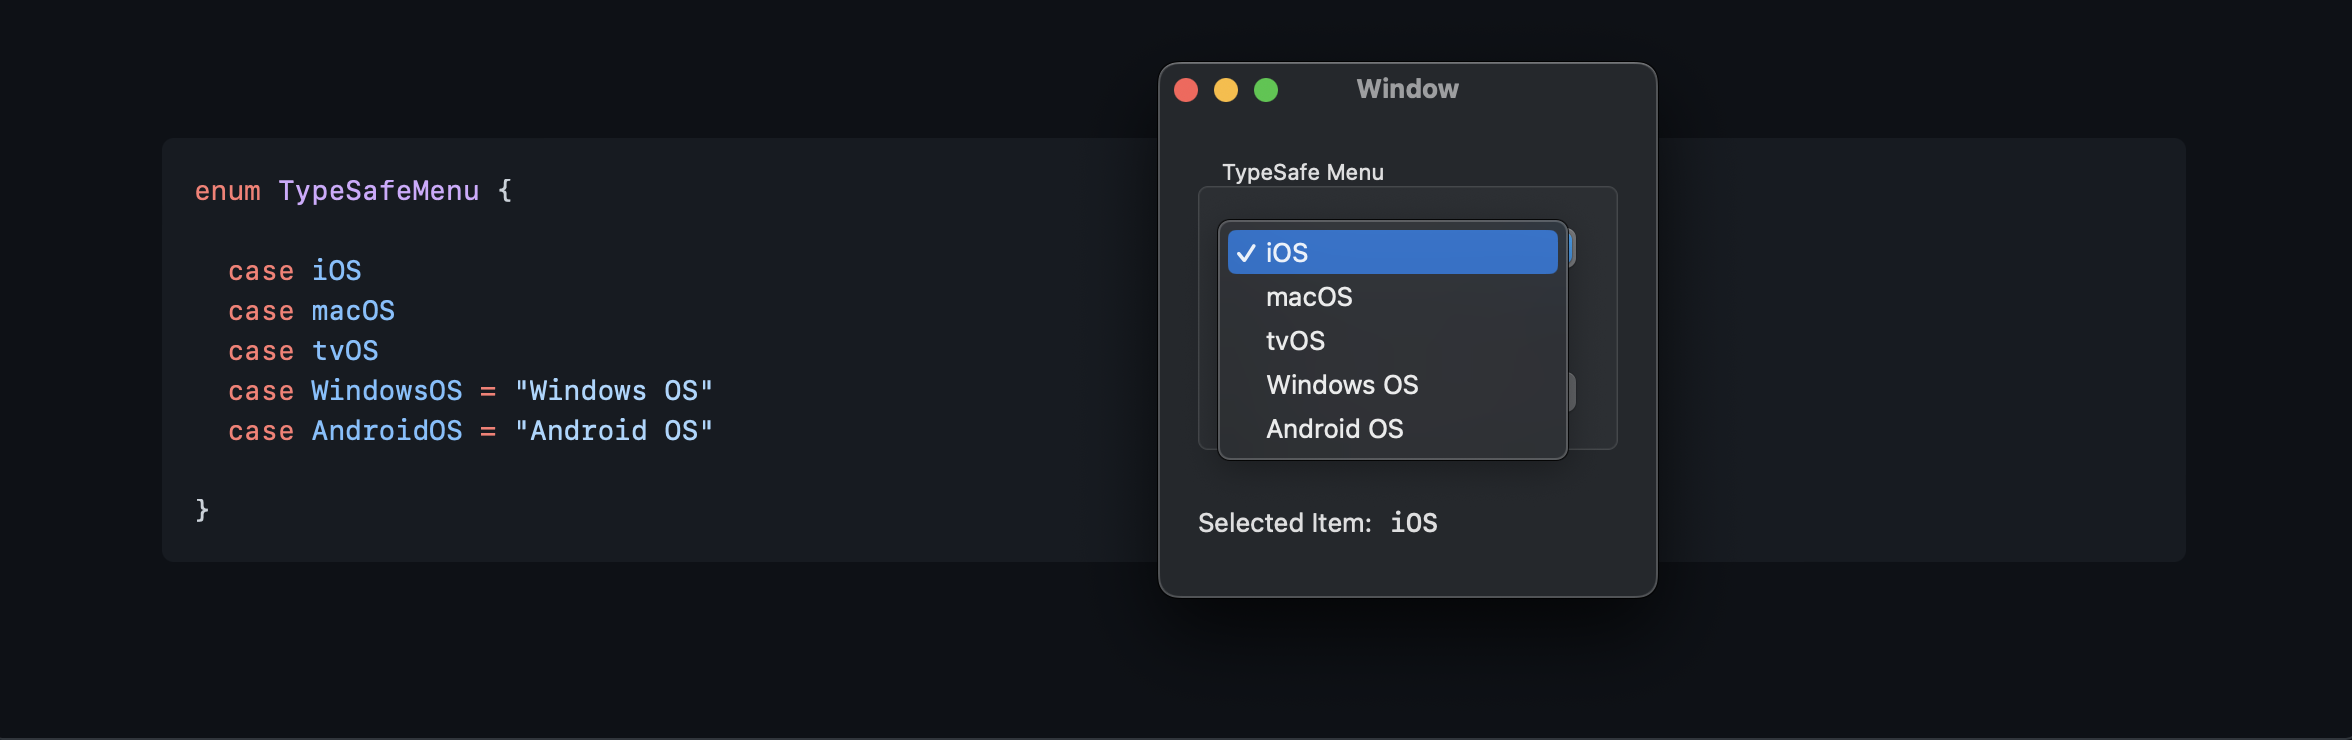 enum TypeSafeMenu {
case iOS
case macOS
case tvOS
case WindowsOS = "Windows OS"
case AndroidOS = "Android OS"
}
Window
TypeSafe Menu
✓ iOS
macOS
tvOS
Windows OS
Android OS
Selected Item: iOS